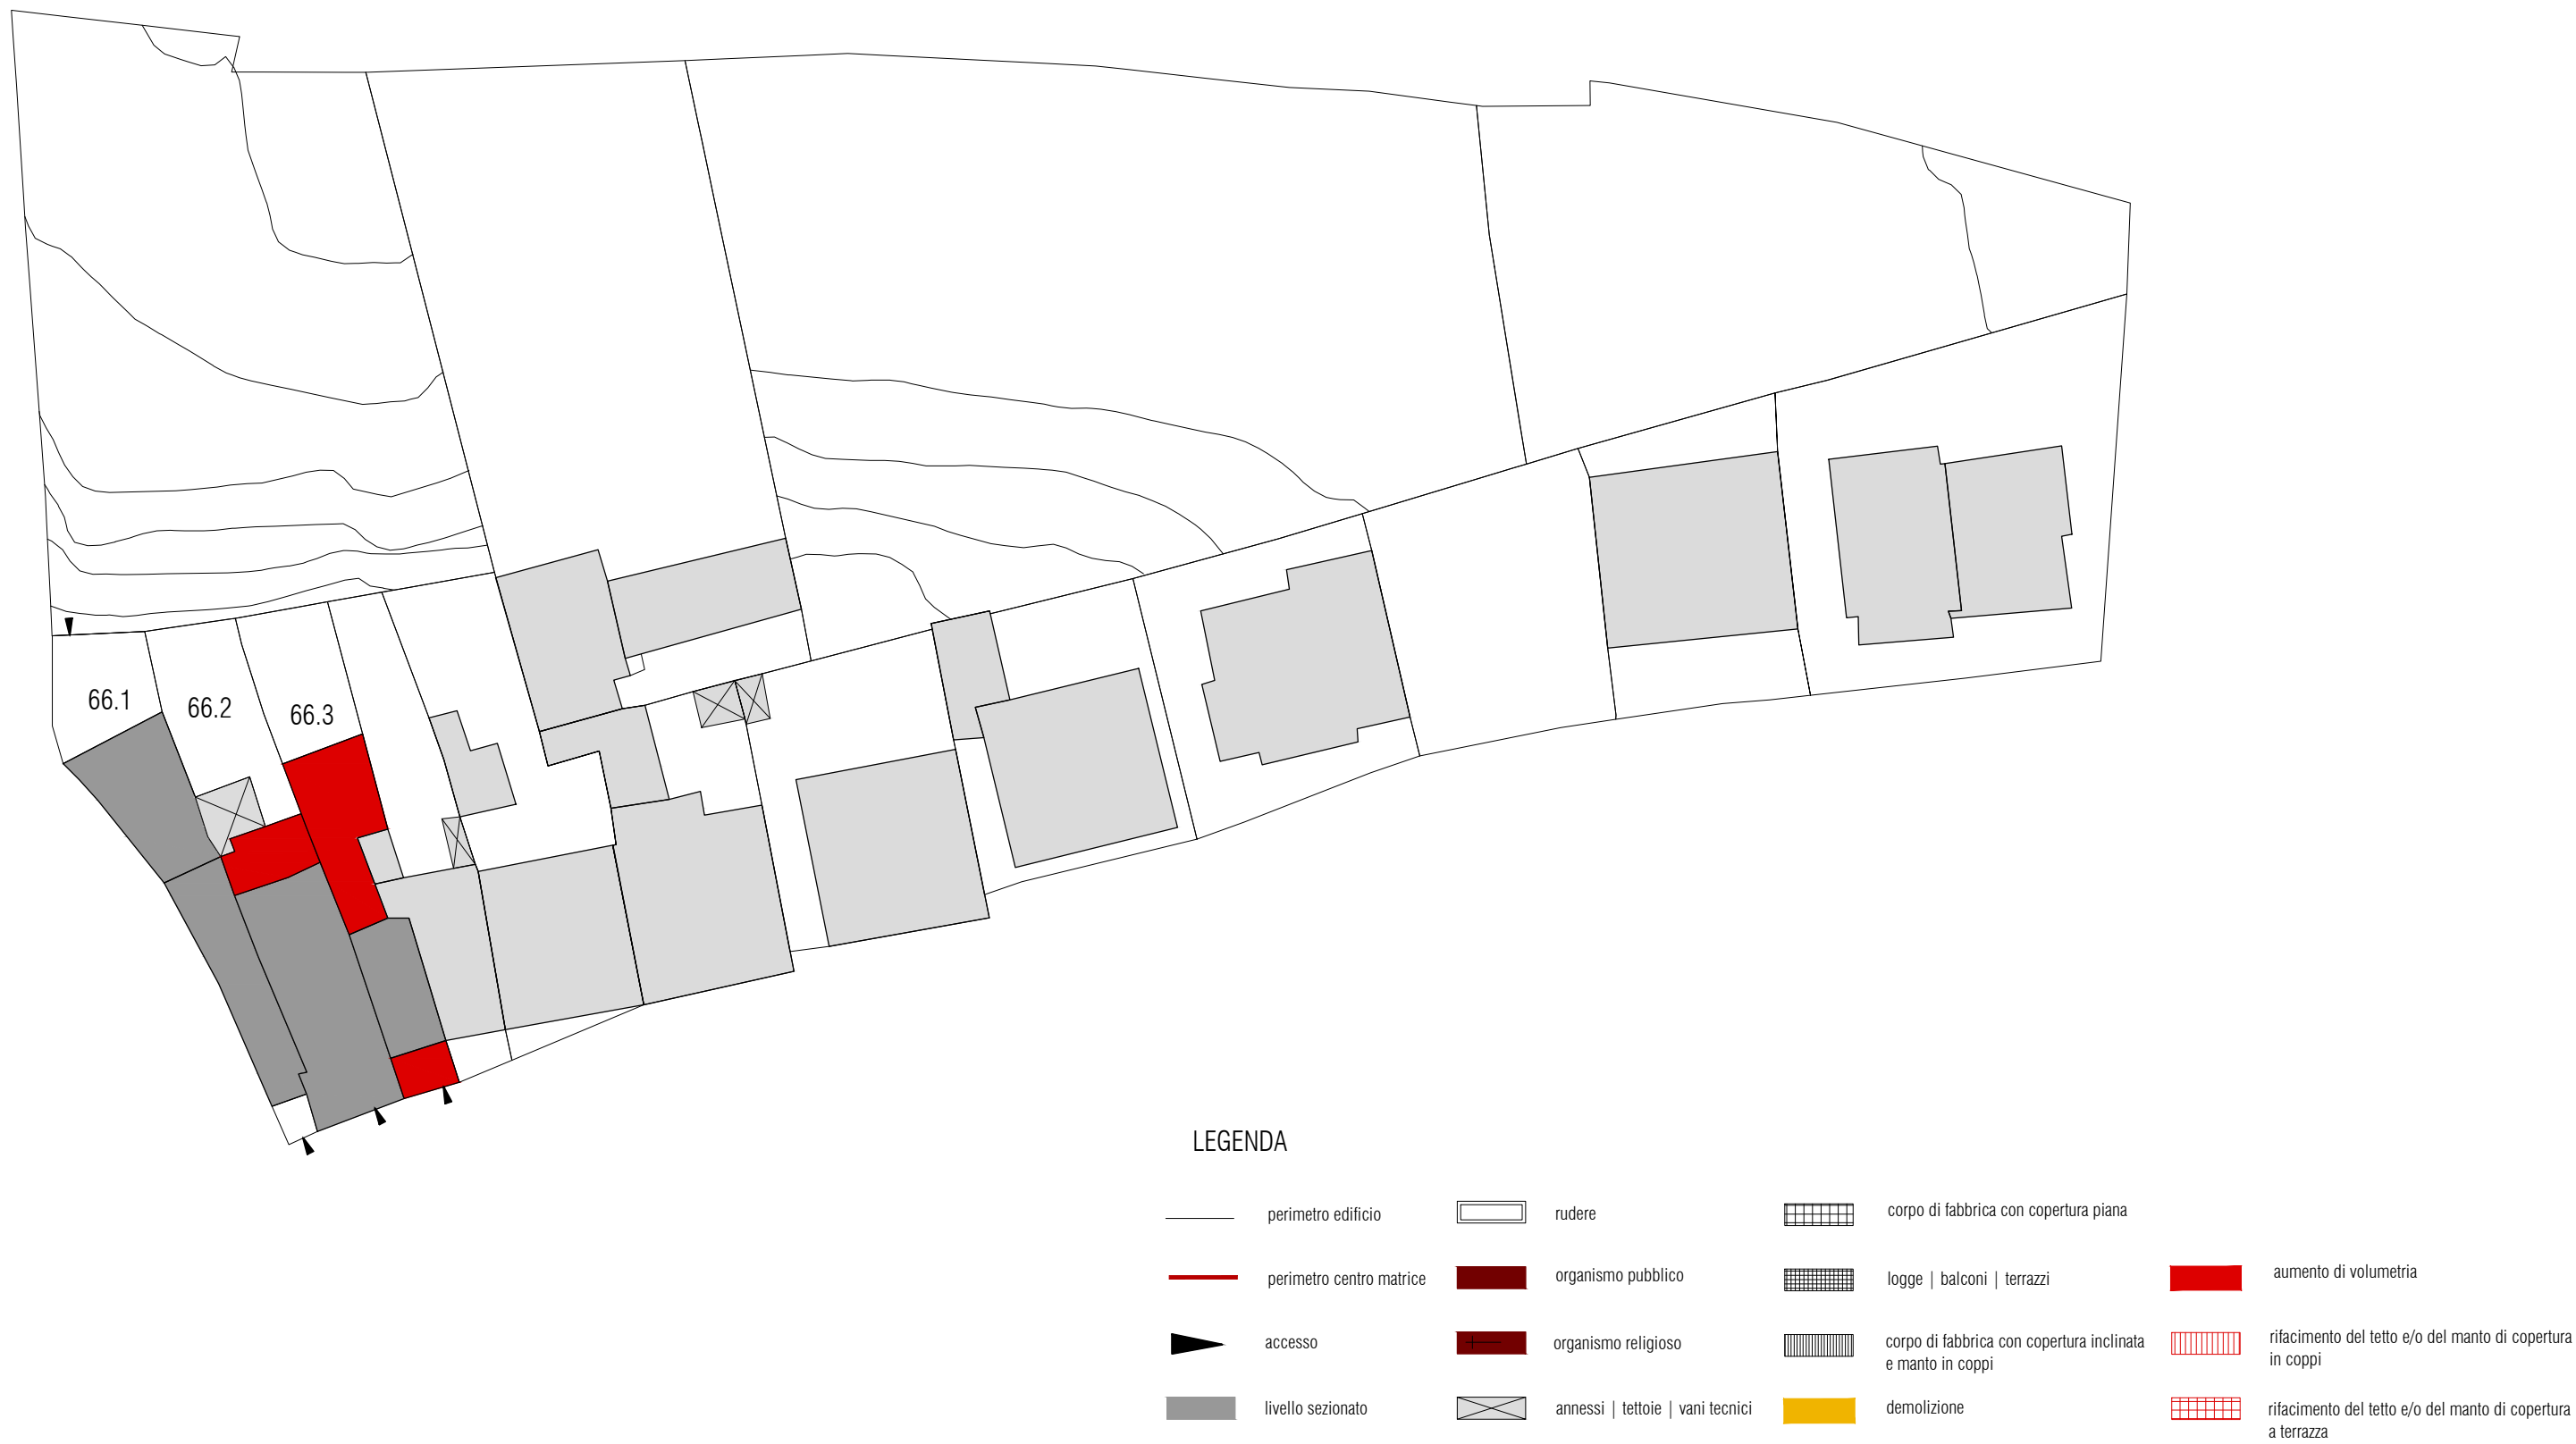 66.1
66.2
66.3
LEGENDA
perimetro edificio
perimetro centro matrice
accesso
livello sezionato
rudere
organismo pubblico
organismo religioso
annessi | tettoie | vani tecnici
corpo di fabbrica con copertura piana
logge | balconi | terrazzi
corpo di fabbrica con copertura inclinata
e manto in coppi
demolizione
aumento di volumetria
rifacimento del tetto e/o del manto di copertura
in coppi
rifacimento del tetto e/o del manto di copertura
a terrazza